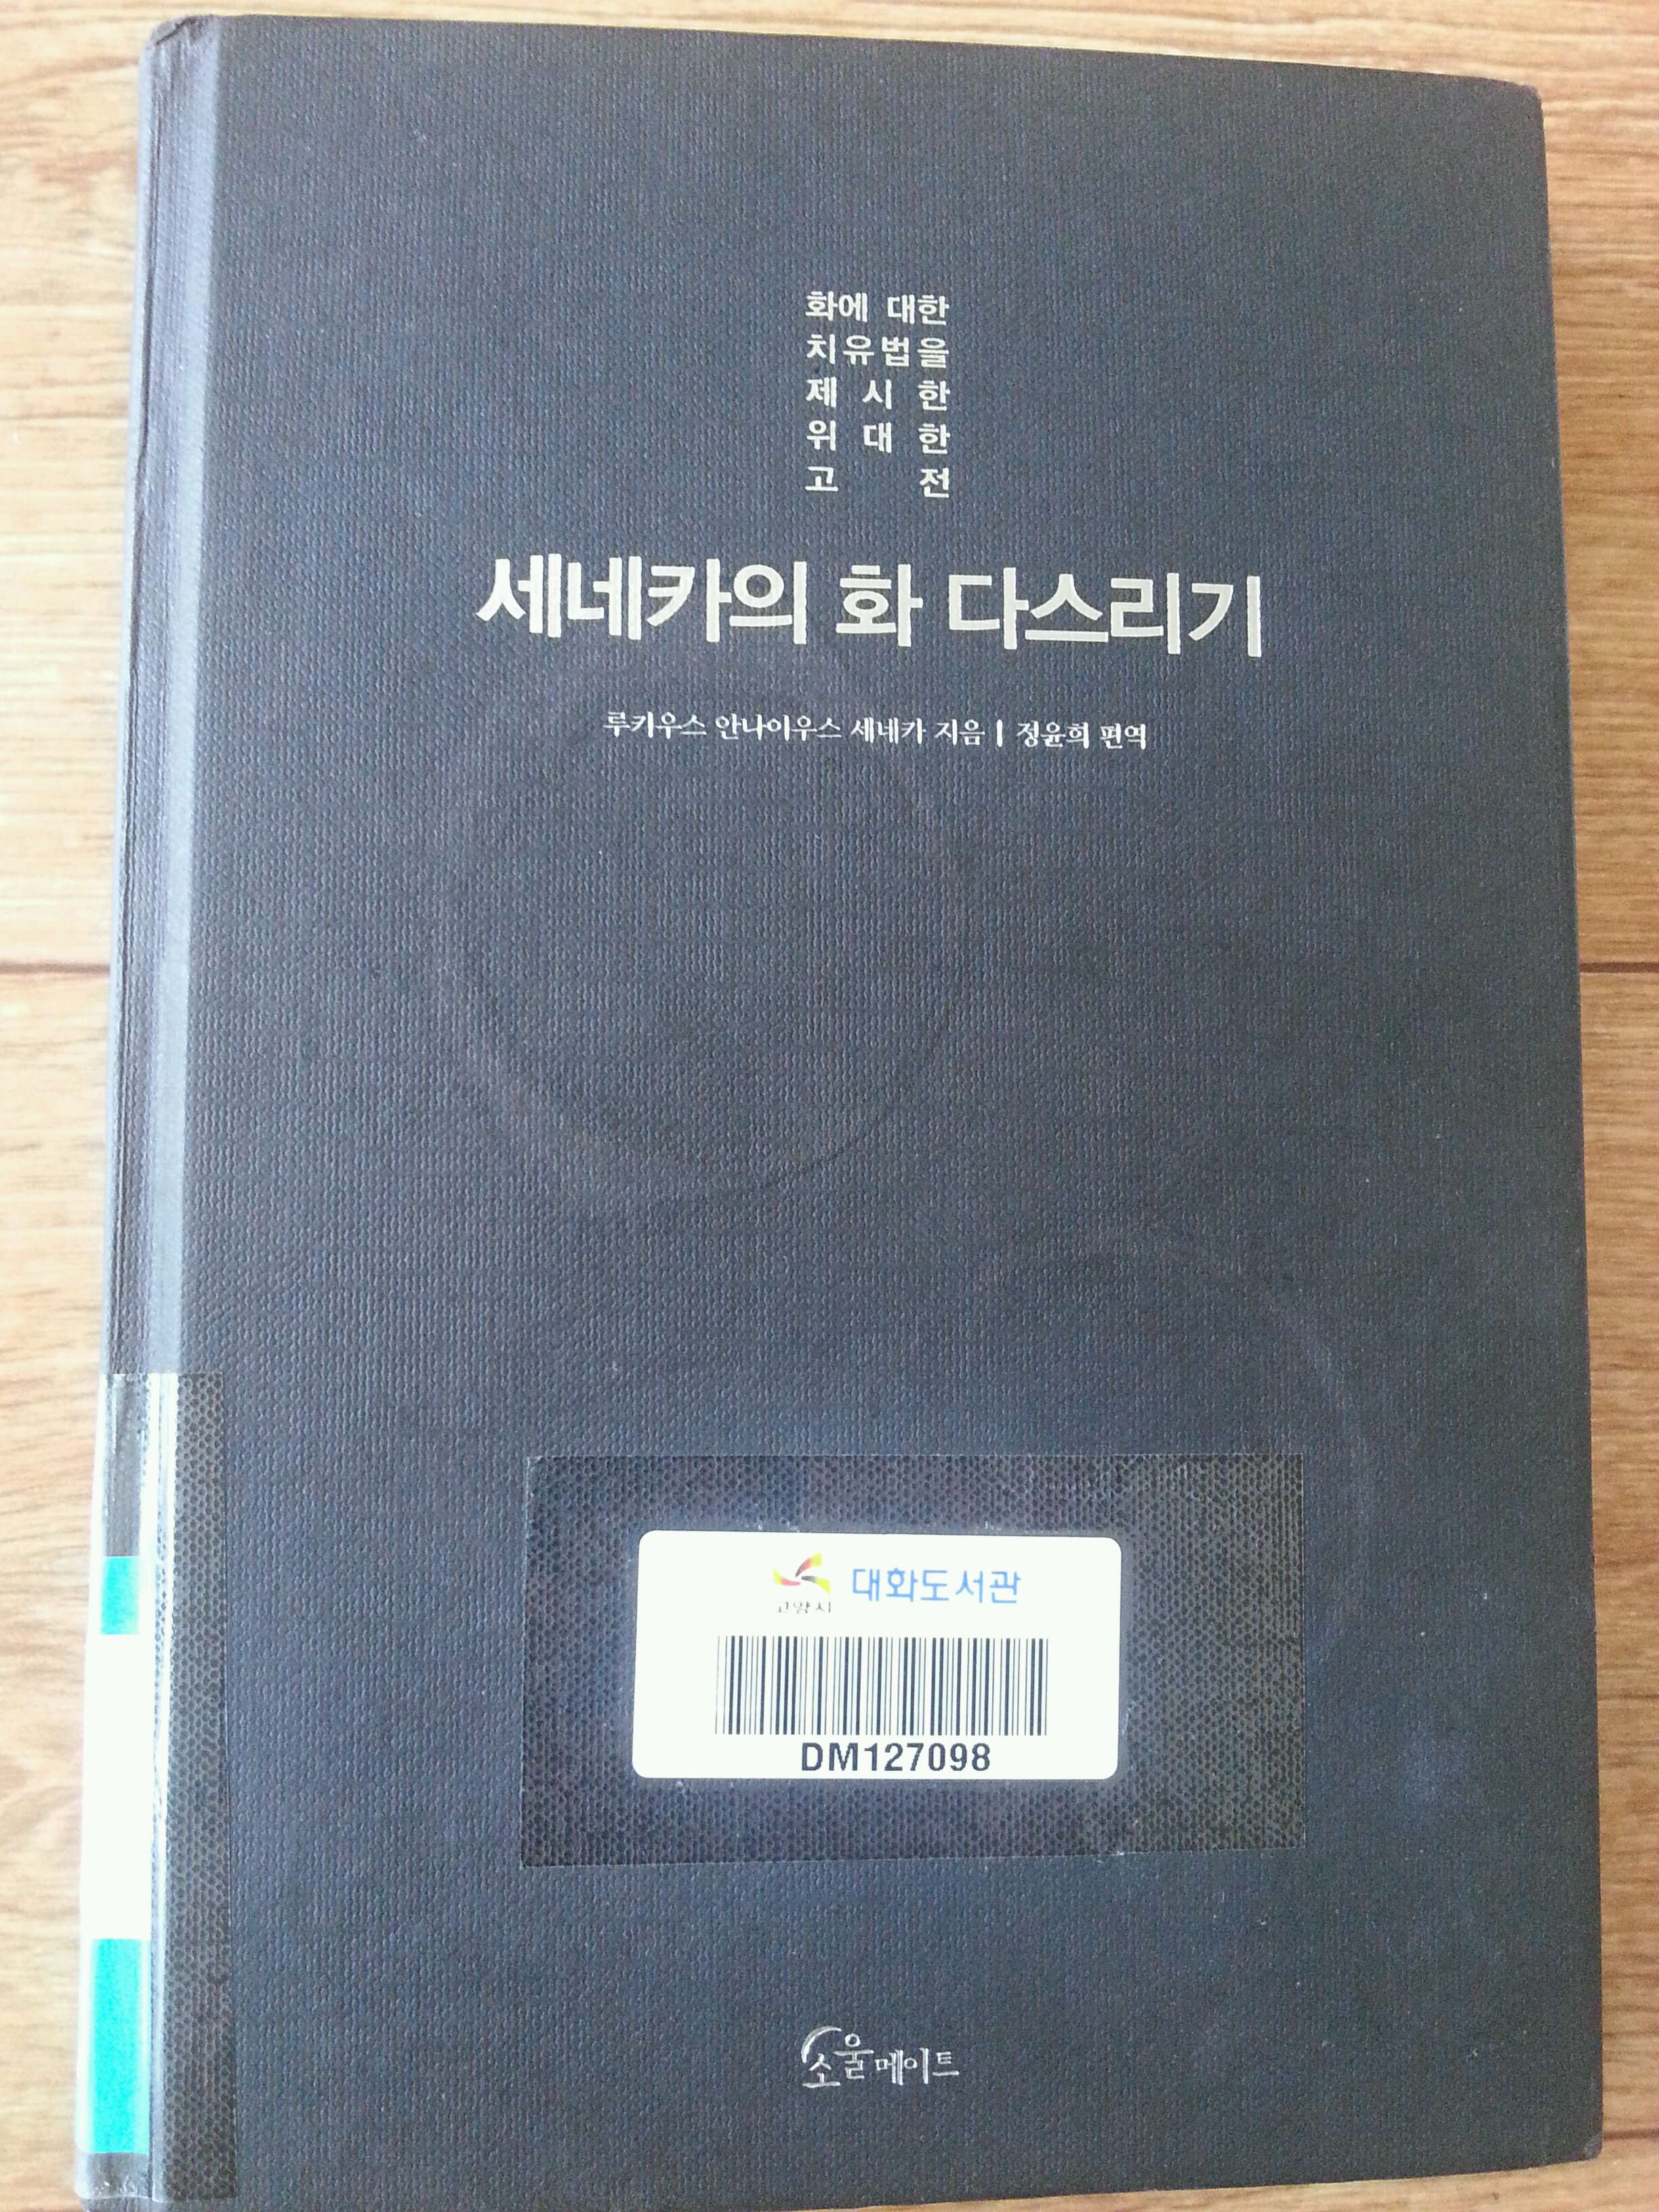 화에 대한
치유법을
제시한
위대한
고전
세네카의 화 다스리기
루키우스 안나이우스 세네카 지음 | 정윤희 편역
고양시 대화도서관
DM127098
소울메이트